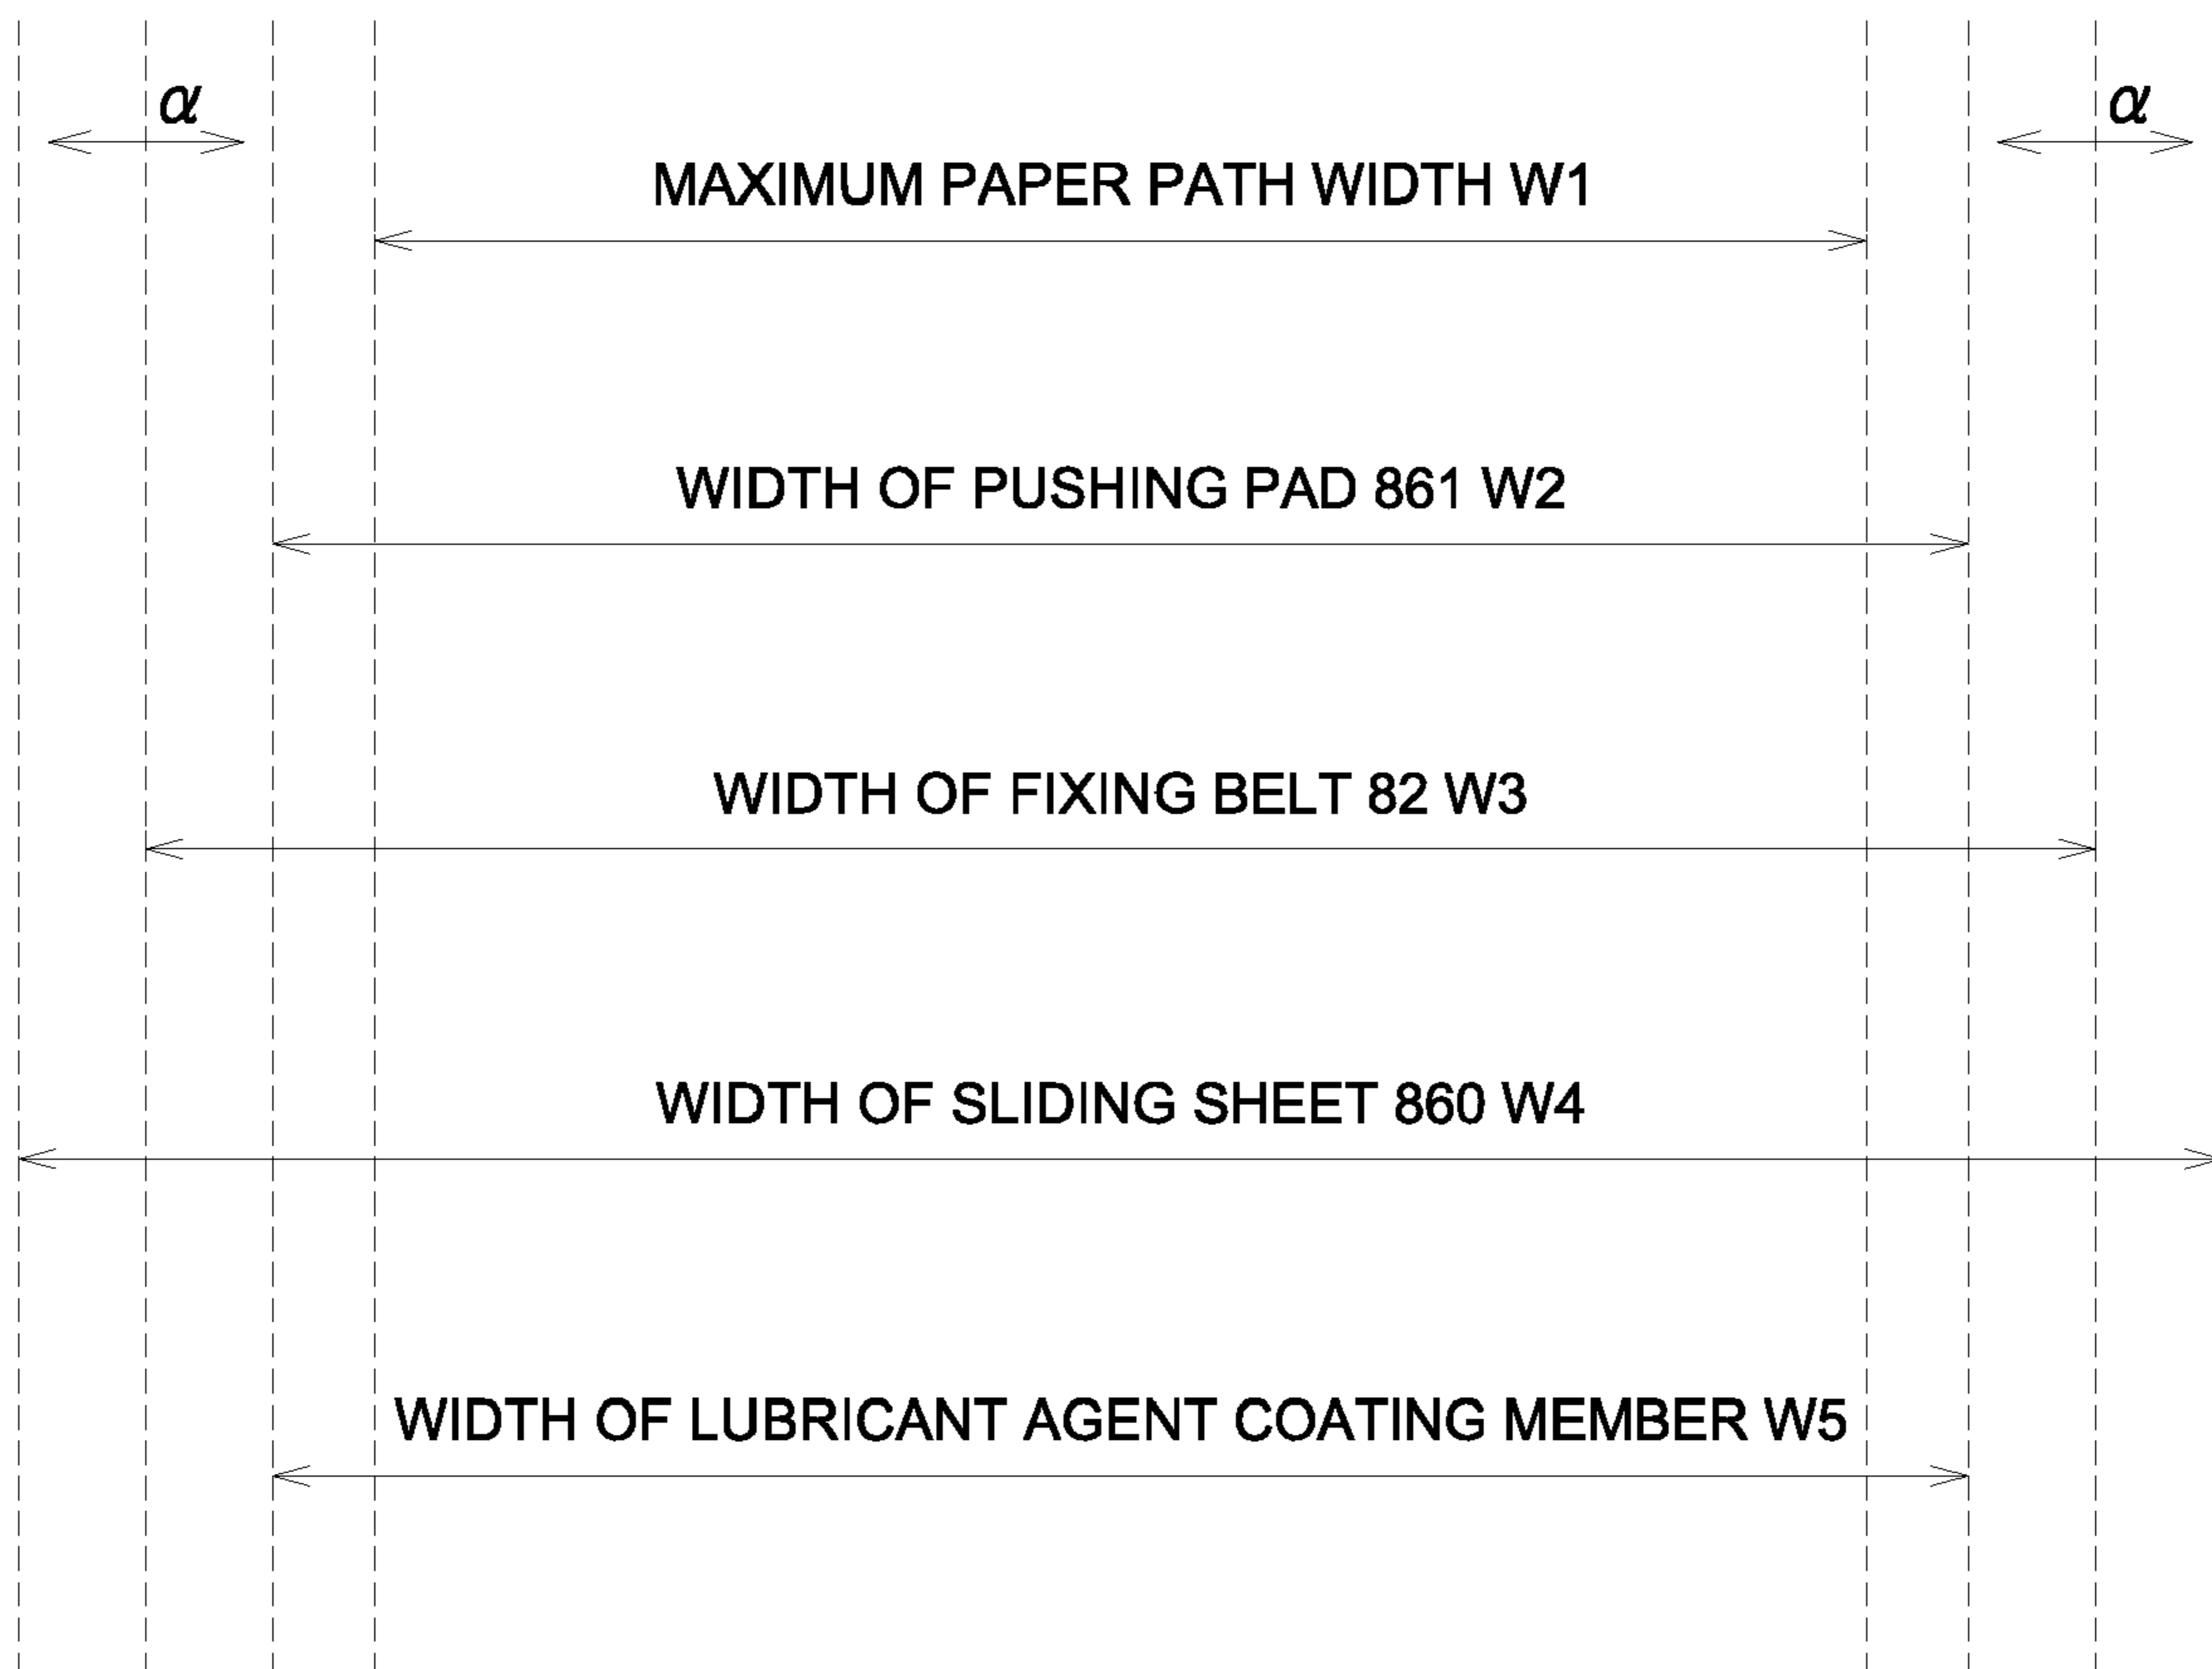 α α
MAXIMUM PAPER PATH WIDTH W1
WIDTH OF PUSHING PAD 861 W2
WIDTH OF FIXING BELT 82 W3
WIDTH OF SLIDING SHEET 860 W4
WIDTH OF LUBRICANT AGENT COATING MEMBER W5